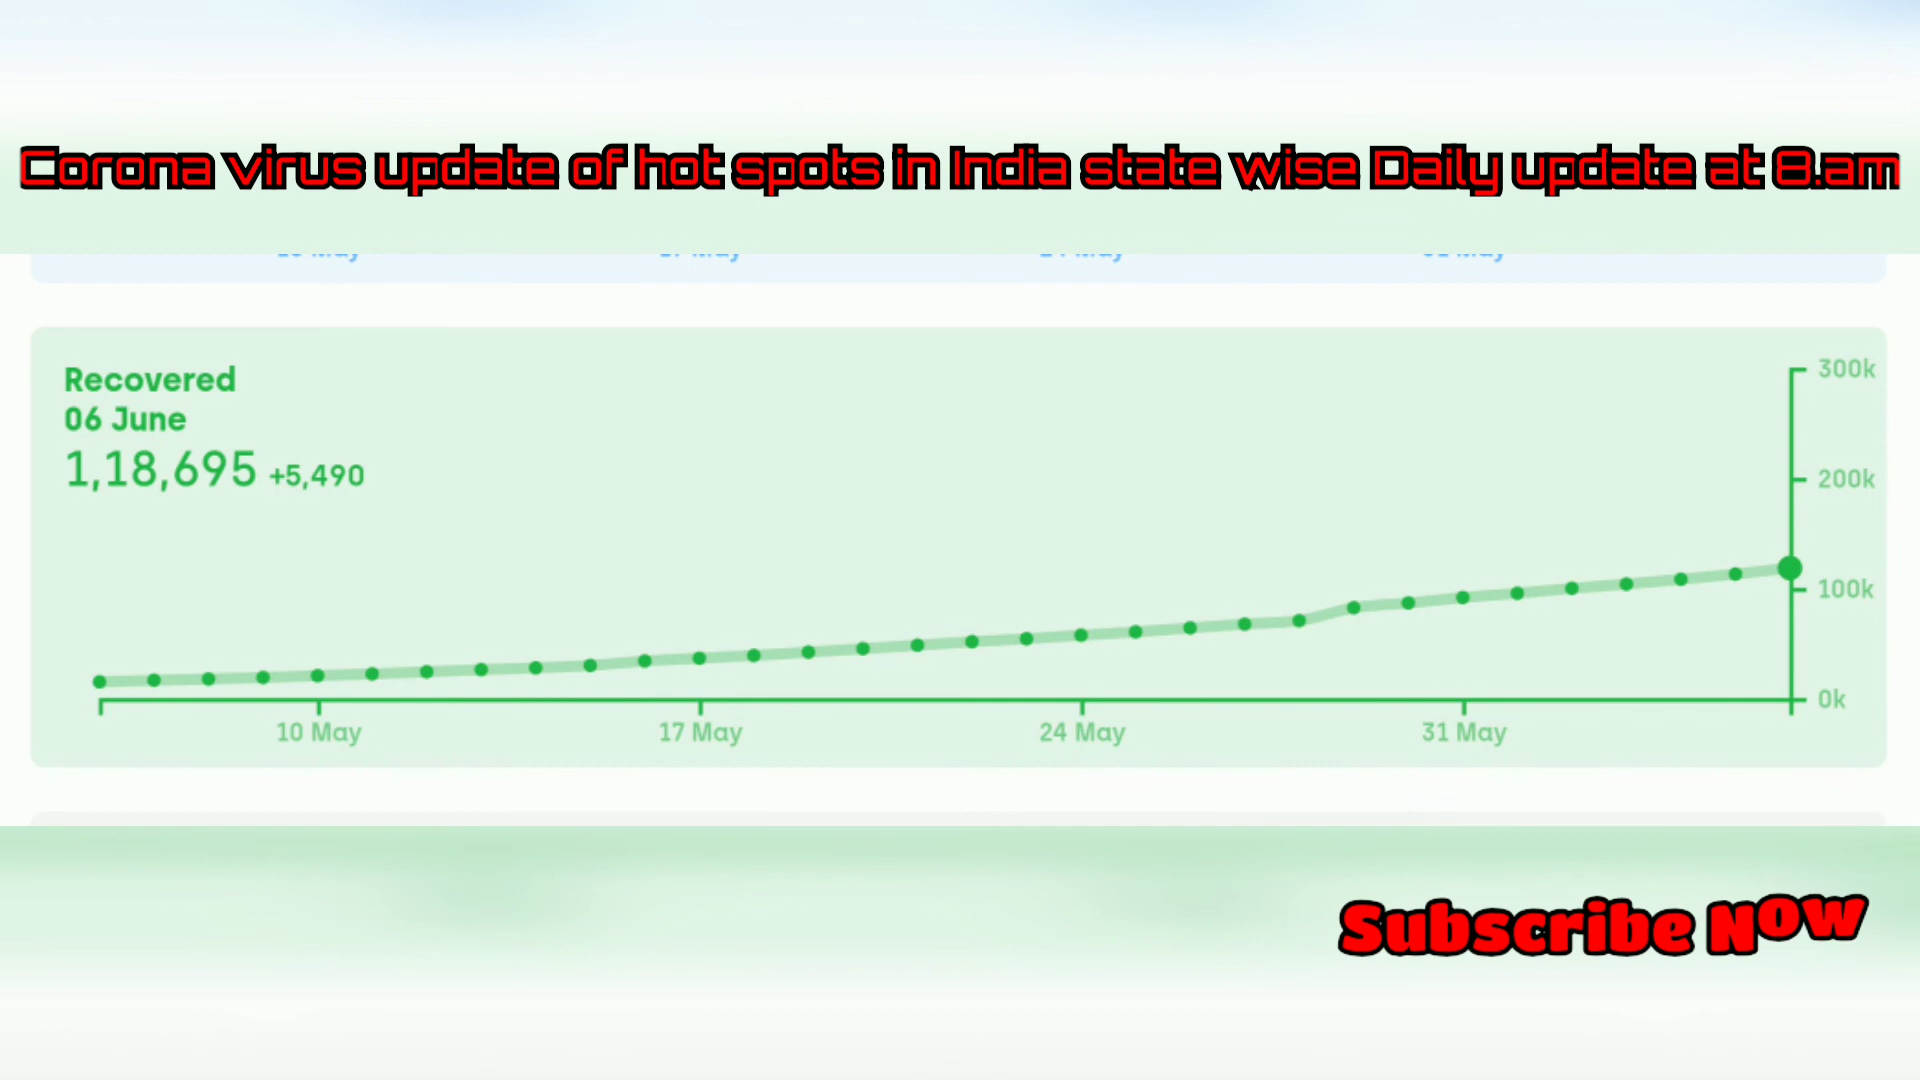 Corona virus update of hot spots in India state wise Daily update at 8.am
Recovered
06 June
1,18,695 +5,490
300k
200k
100k
0k
10 May
17 May
24 May
31 May
Subscribe Now